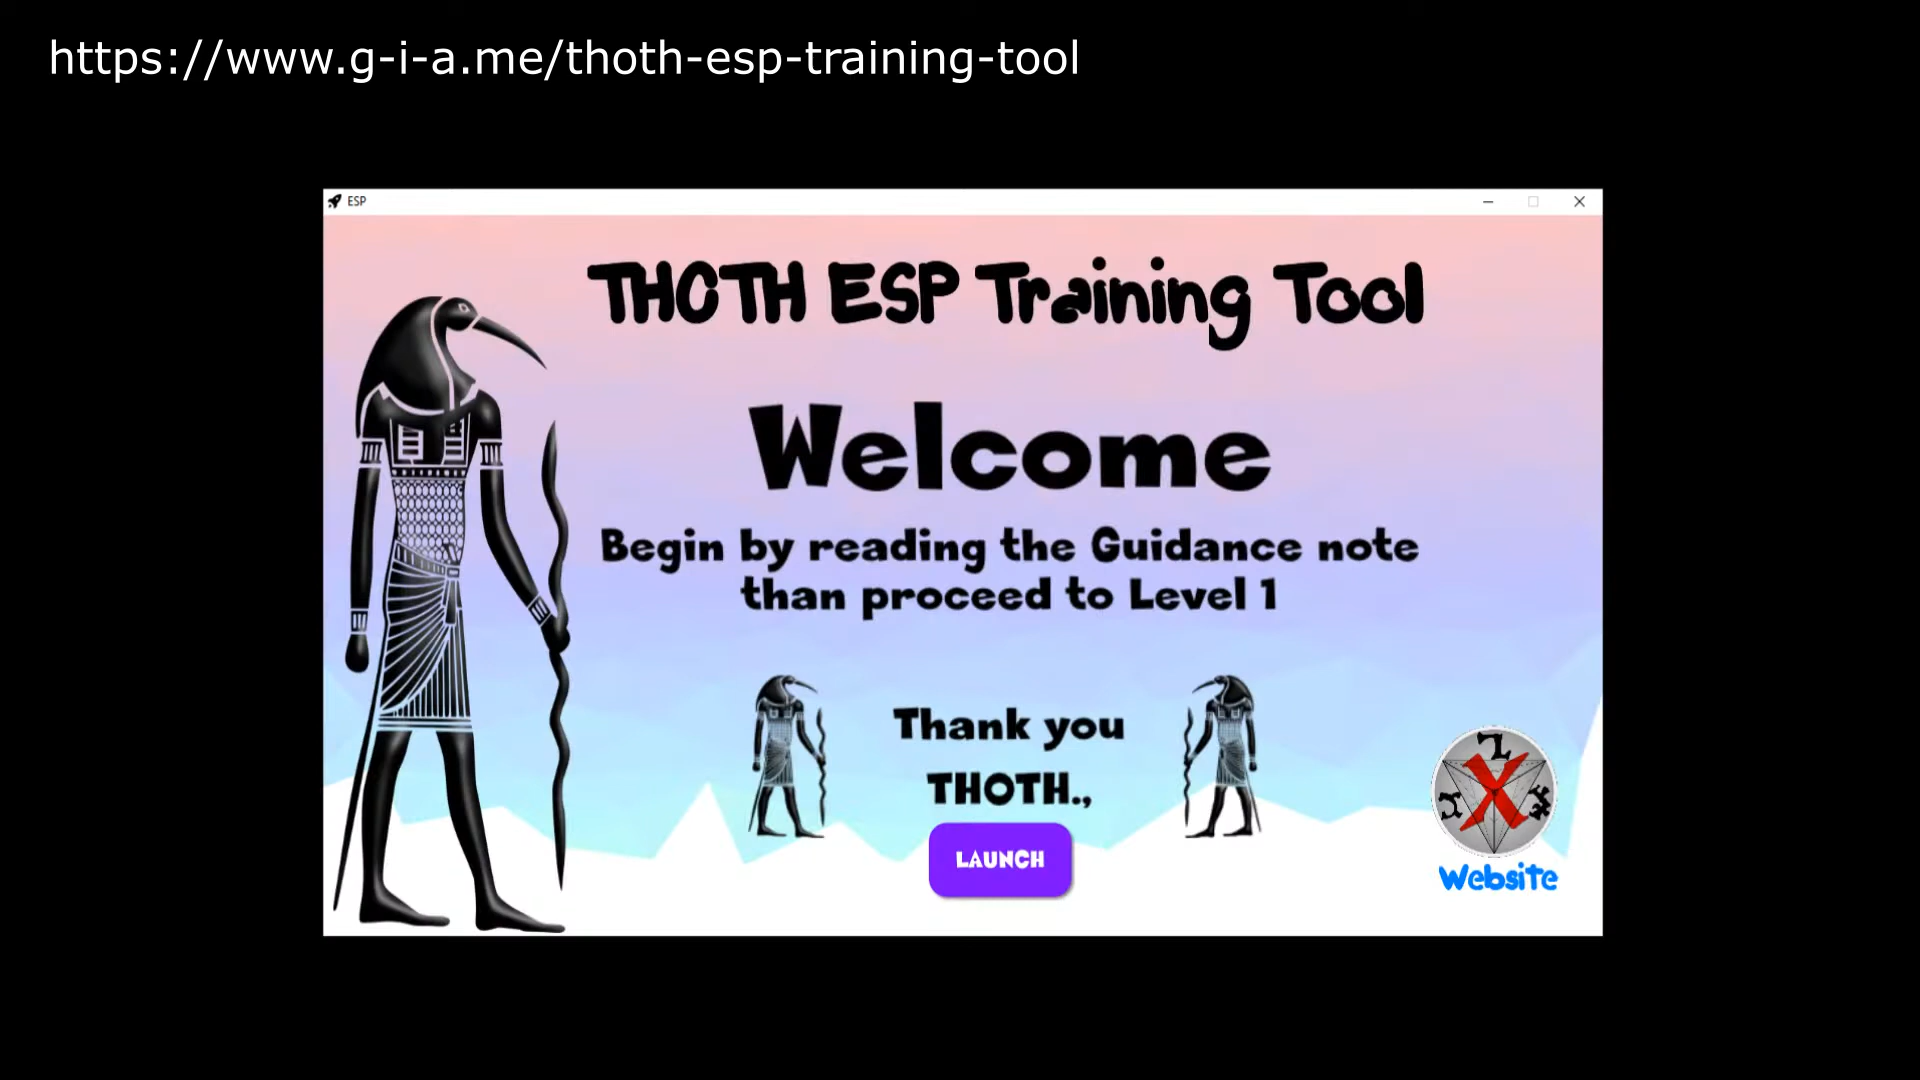 https://www.g-i-a.me/thoth-esp-training-tool
ESP
THOTH ESP Training Tool
Welcome
Begin by reading the Guidance note
than proceed to Level 1
Thank you
THOTH.,
LAUNCH
X
Website